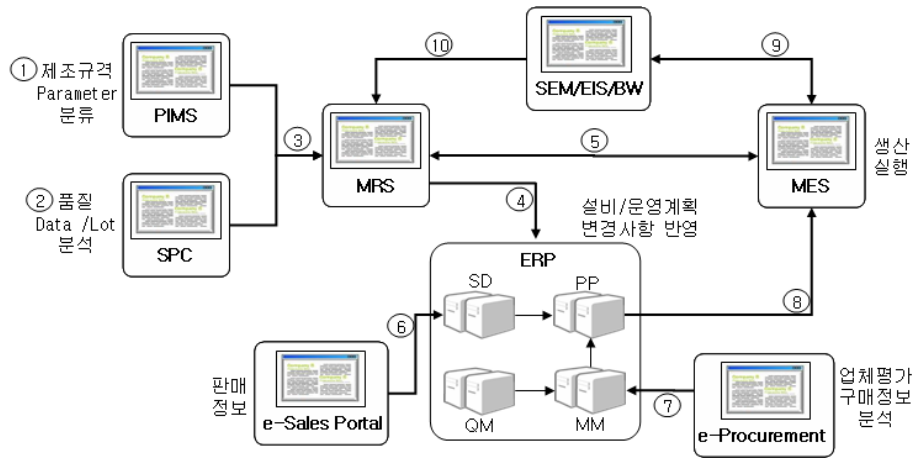 ① 제조규격
Parameter
분류
PIMS
② 품질
Data /Lot
분석
SPC
③
MRS
④
⑤
⑩
SEM/EIS/BW
⑨
MES
생산
실행
설비/운영계획
변경사항 반영
ERP
SD
PP
QM
MM
⑥
⑧
판매
정보
e-Sales Portal
⑦
e-Procurement
업체평가
구매정보
분석